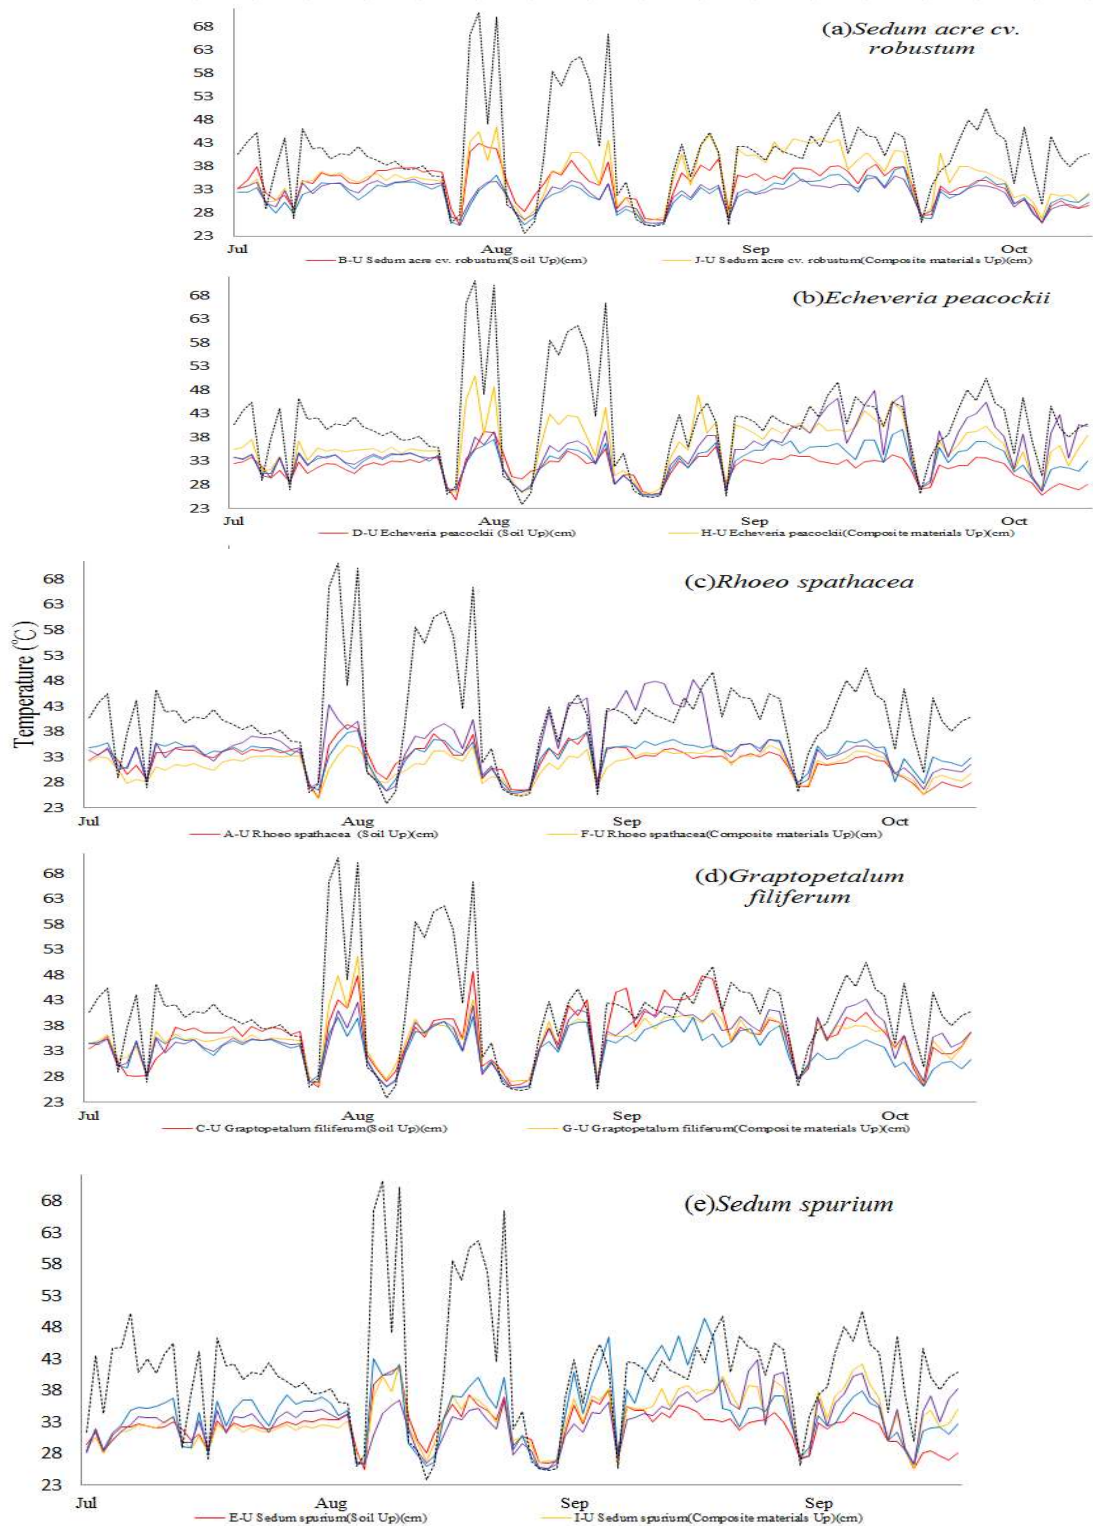 68
(a)Sedum acre cv.
robustum
63
58
53
48
43
38
33
28
23
Jul Aug Sep Oct
B-U Sedum acre cv. robustum(Soil Up)(cm) J-U Sedum acre cv. robustum(Composite materials Up)(cm)
68
(b)Echeveria peacockii
63
58
53
48
43
38
33
28
23
Jul Aug Sep Oct
D-U Echeveria peacockii (Soil Up)(cm) H-U Echeveria peacockii(Composite materials Up)(cm)
Temperature (℃)
68
(c)Rhoeo spathacea
63
58
53
48
43
38
33
28
23
Jul Aug Sep Oct
A-U Rhoeo spathacea (Soil Up)(cm) F-U Rhoeo spathacea(Composite materials Up)(cm)
68
(d)Graptopetalum
filiferum
63
58
53
48
43
38
33
28
23
Jul Aug Sep Oct
C-U Graptopetalum filiferum(Soil Up)(cm) G-U Graptopetalum filiferum(Composite materials Up)(cm)
68
(e)Sedum spurium
63
58
53
48
43
38
33
28
23
Jul Aug Sep Sep
E-U Sedum spurium(Soil Up)(cm) I-U Sedum spurium(Composite materials Up)(cm)